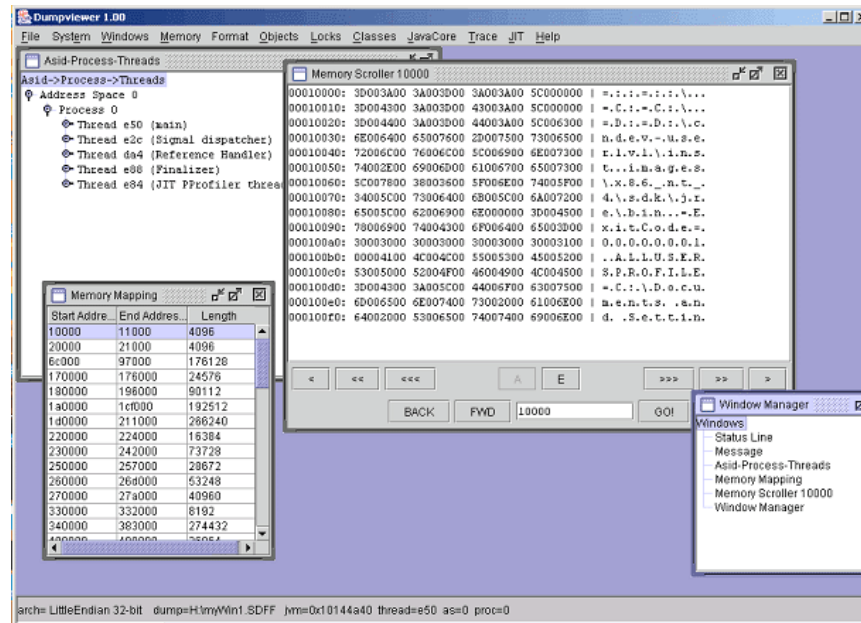 Dumpviewer 1.00
File System Windows Memory Format Objects Locks Classes JavaCore Trace JIT Help
Asid-Process-Threads
Asid->Process->Threads
Address Space 0
Process 0
Thread e50 (main)
Thread e2c (Signal dispatcher)
Thread da4 (Reference Handler)
Thread e88 (Finalizer)
Thread e84 (JIT PProfiler threa
Memory Scroller 10000
00010000: 3D003A00 3A003D00 3A003A00 5C000000 | =.:.:.=.:.:.\...
00010010: 3D004300 3A003D00 43003A00 5C000000 | =.C.:.=.C.:.\...
00010020: 3D004400 3A003D00 44003A00 5C006300 | =.D.:.=.D.:.\.c.
00010030: 6E006400 65007600 2D007500 73006500 | n.d.e.v.-.u.s.e.
00010040: 72006C00 76006C00 5C006900 6E007300 | r.l.v.l.\.i.n.s.
00010050: 74002E00 69006D00 61006700 65007300 | t...i.m.a.g.e.s.
00010060: 5C007800 38003600 5F006E00 74005F00 | \.x.8.6._.n.t._.
00010070: 34005C00 73006400 6B005C00 6A007200 | 4.\.s.d.k.\.j.r.
00010080: 65005C00 62006900 6E000000 3D004500 | e.\.b.i.n...=.E.
00010090: 78006900 74004300 6F006400 65003D00 | x.i.t.C.o.d.e.=.
000100a0: 30003000 30003000 30003000 30003100 | 0.0.0.0.0.0.0.1.
000100b0: 00004100 4C004C00 55005300 45005200 | ..A.L.L.U.S.E.R.
000100c0: 53005000 52004F00 46004900 4C004500 | S.P.R.O.F.I.L.E.
000100d0: 3D004300 3A005C00 44006F00 63007500 | =.C.:.\.D.o.c.u.
000100e0: 6D006500 6E007400 73002000 61006E00 | m.e.n.t.s. .a.n.
000100f0: 64002000 53006500 74007400 69006E00 | d. .S.e.t.t.i.n.
< << <<< A E >>> >> >
BACK FWD 10000 GO!
Memory Mapping
Start Addre... End Addres... Length
10000 11000 4096
20000 21000 4096
6c000 97000 176128
170000 176000 24576
180000 196000 90112
1a0000 1cf000 192512
1d0000 211000 266240
220000 224000 16384
230000 242000 73728
250000 257000 28672
260000 26d000 53248
270000 27a000 40960
330000 332000 8192
340000 383000 274432
Window Manager
Windows
Status Line
Message
Asid-Process-Threads
Memory Mapping
Memory Scroller 10000
Window Manager
arch= LittleEndian 32-bit dump=H:\myWin1.SDFF jvm=0x10144a40 thread=e50 as=0 proc=0